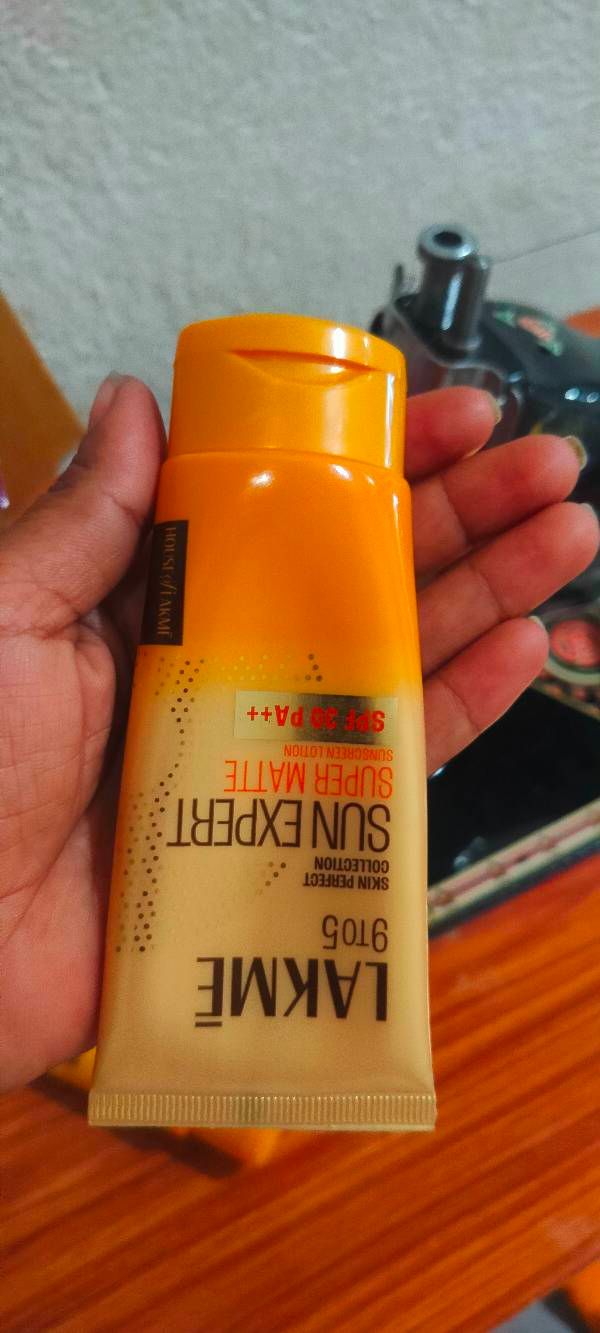 LAKMĒ
9TO5
SKIN PERFECT
COLLECTION
SUN EXPERT
SUPER MATTE
SUNSCREEN LOTION
SPF 30 PA++
HOUSE of LAKMĒ